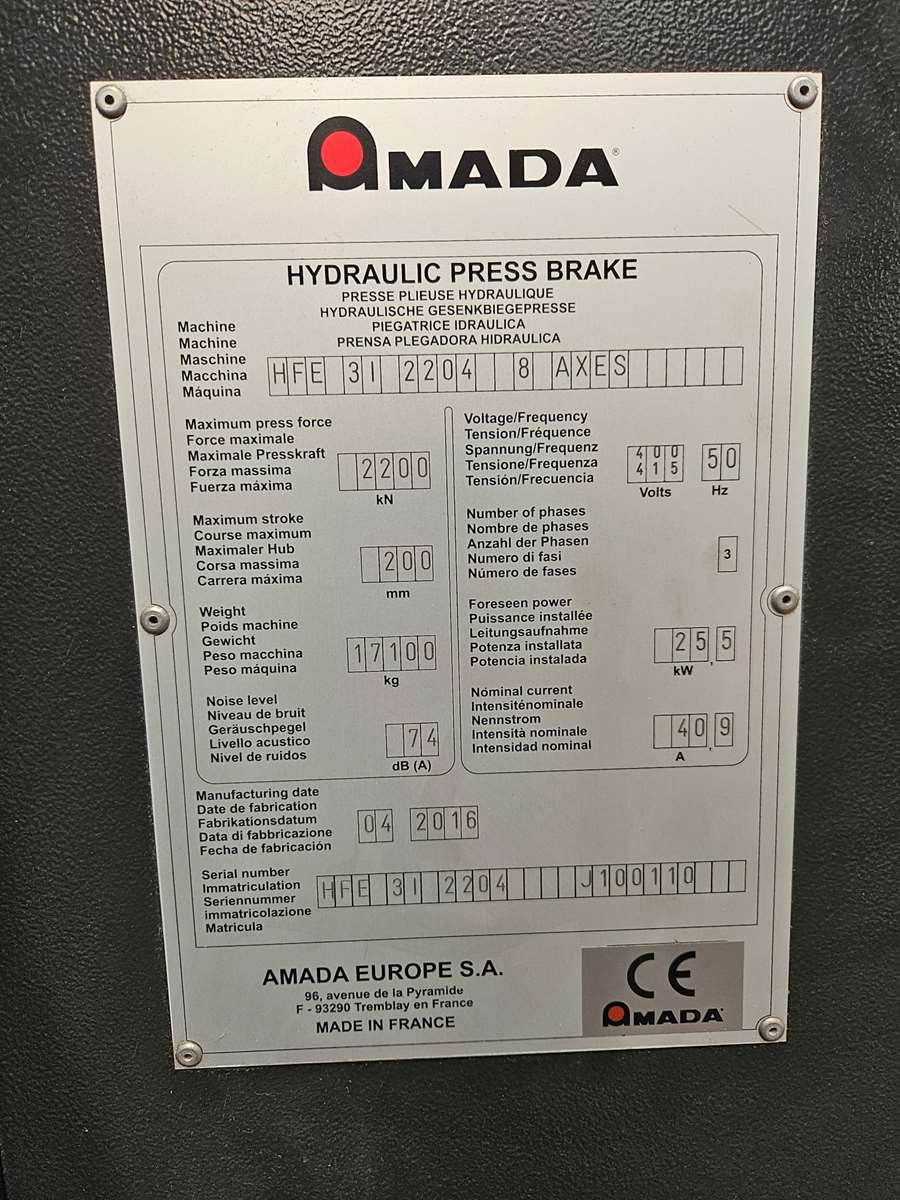 AMADA®
HYDRAULIC PRESS BRAKE
PRESSE PLIEUSE HYDRAULIQUE
HYDRAULISCHE GESENKBIEGEPRESSE
PIEGATRICE IDRAULICA
PRENSA PLEGADORA HIDRAULICA
Machine
Machine
Maschine
Macchina
Máquina
HFE 3I 2204 8 AXES
Maximum press force
Force maximale
Maximale Presskraft
Forza massima
Fuerza máxima
2200
kN
Maximum stroke
Course maximum
Maximaler Hub
Corsa massima
Carrera máxima
200
mm
Weight
Poids machine
Gewicht
Peso macchina
Peso máquina
17100
kg
Noise level
Niveau de bruit
Geräuschpegel
Livello acustico
Nivel de ruidos
74
dB (A)
Voltage/Frequency
Tension/Fréquence
Spannung/Frequenz
Tensione/Frequenza
Tensión/Frecuencia
400
415
Volts
50
Hz
Number of phases
Nombre de phases
Anzahl der Phasen
Numero di fasi
Número de fases
3
Foreseen power
Puissance installée
Leitungsaufnahme
Potenza installata
Potencia instalada
25,5
kW
Nóminal current
Intensiténominale
Nennstrom
Intensità nominale
Intensidad nominal
40,9
A
Manufacturing date
Date de fabrication
Fabrikationsdatum
Data di fabbricazione
Fecha de fabricación
04 2016
Serial number
Immatriculation
Seriennummer
immatricolazione
Matricula
HFE 3I 2204 J100110
AMADA EUROPE S.A.
96, avenue de la Pyramide
F - 93290 Tremblay en France
MADE IN FRANCE
CE
AMADA